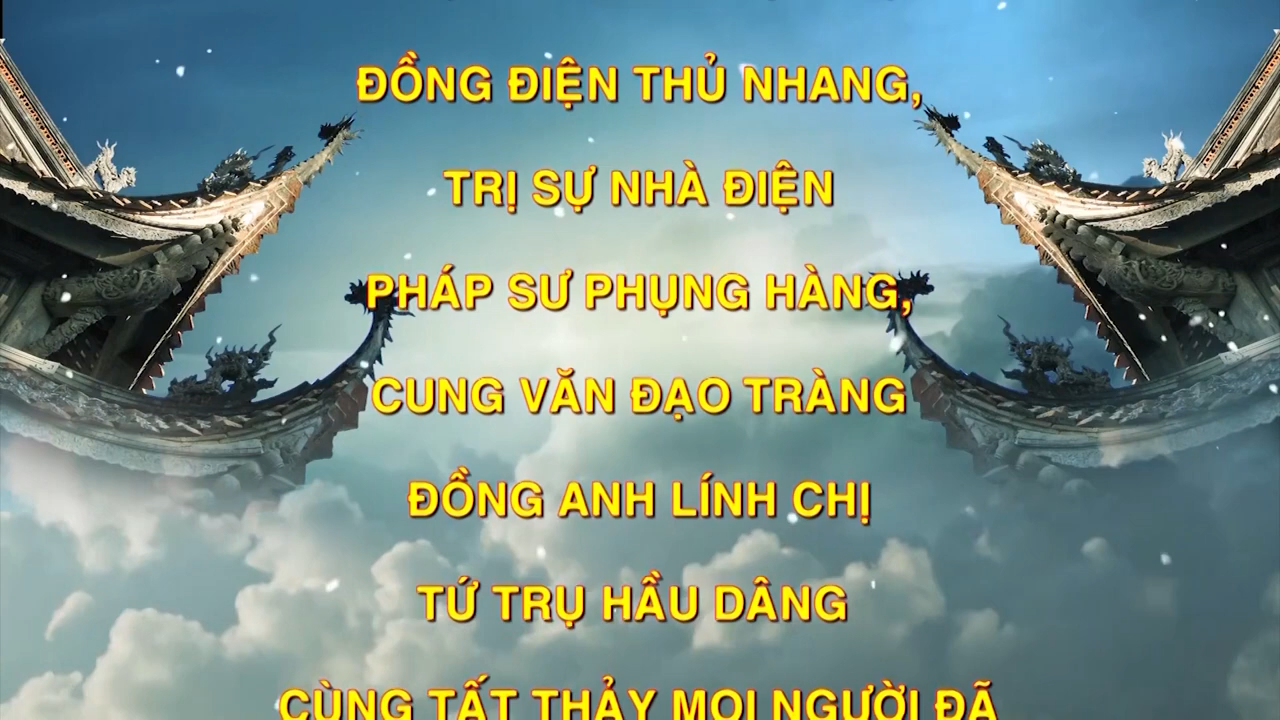 ĐỒNG ĐIỆN THỦ NHANG,
TRỊ SỰ NHÀ ĐIỆN
PHÁP SƯ PHỤNG HÀNG,
CUNG VĂN ĐẠO TRÀNG
ĐỒNG ANH LÍNH CHỊ
TỨ TRỤ HẦU DÂNG
CÙNG TẤT THẢY MỌI NGƯỜI ĐÃ